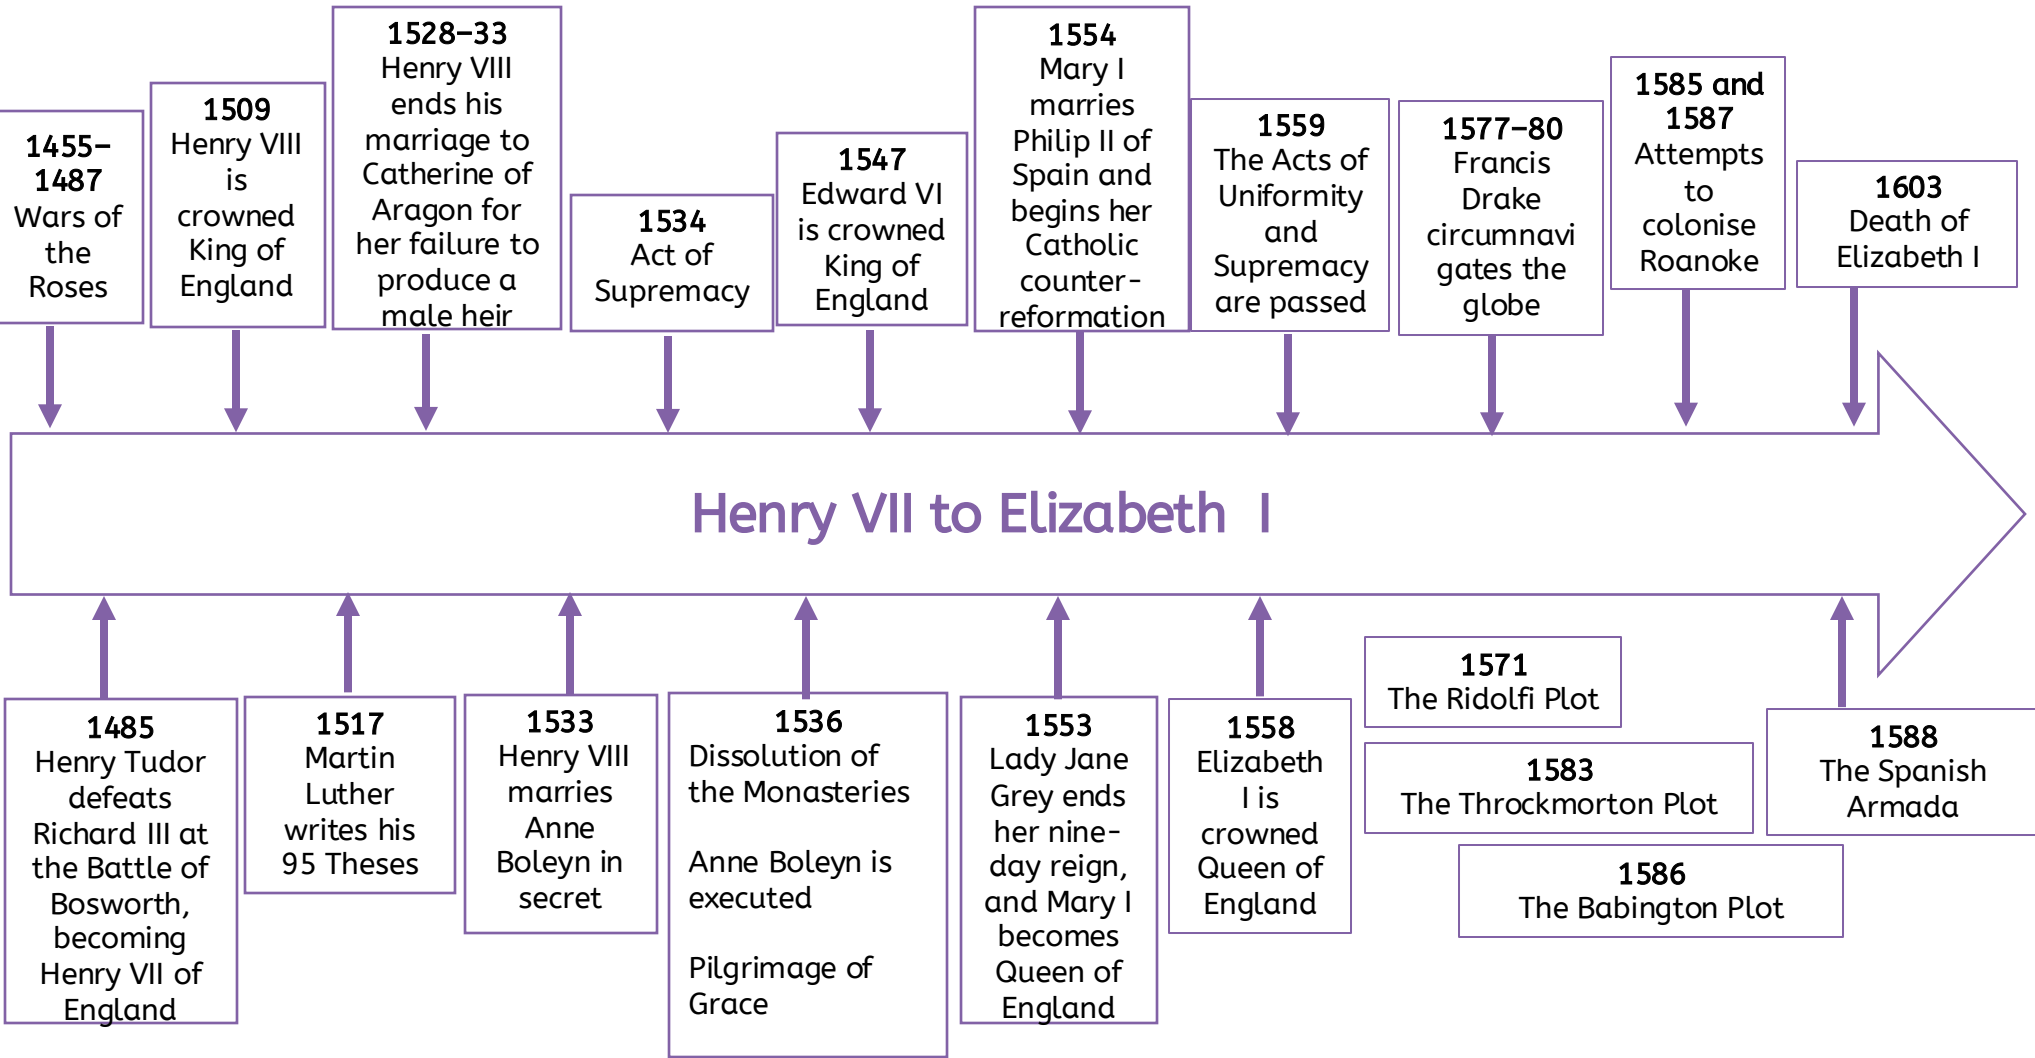 1455–
1487
Wars of
the
Roses
1509
Henry VIII
is
crowned
King of
England
1528–33
Henry VIII
ends his
marriage to
Catherine of
Aragon for
her failure to
produce a
male heir
1534
Act of
Supremacy
1547
Edward VI
is crowned
King of
England
1554
Mary I
marries
Philip II of
Spain and
begins her
Catholic
counter-
reformation
1559
The Acts of
Uniformity
and
Supremacy
are passed
1577–80
Francis
Drake
circumnavi
gates the
globe
1585 and
1587
Attempts
to
colonise
Roanoke
1603
Death of
Elizabeth I
Henry VII to Elizabeth I
1485
Henry Tudor
defeats
Richard III at
the Battle of
Bosworth,
becoming
Henry VII of
England
1517
Martin
Luther
writes his
95 Theses
1533
Henry VIII
marries
Anne
Boleyn in
secret
1536
Dissolution of
the Monasteries
Anne Boleyn is
executed
Pilgrimage of
Grace
1553
Lady Jane
Grey ends
her nine-
day reign,
and Mary I
becomes
Queen of
England
1558
Elizabeth
I is
crowned
Queen of
England
1571
The Ridolfi Plot
1583
The Throckmorton Plot
1586
The Babington Plot
1588
The Spanish
Armada